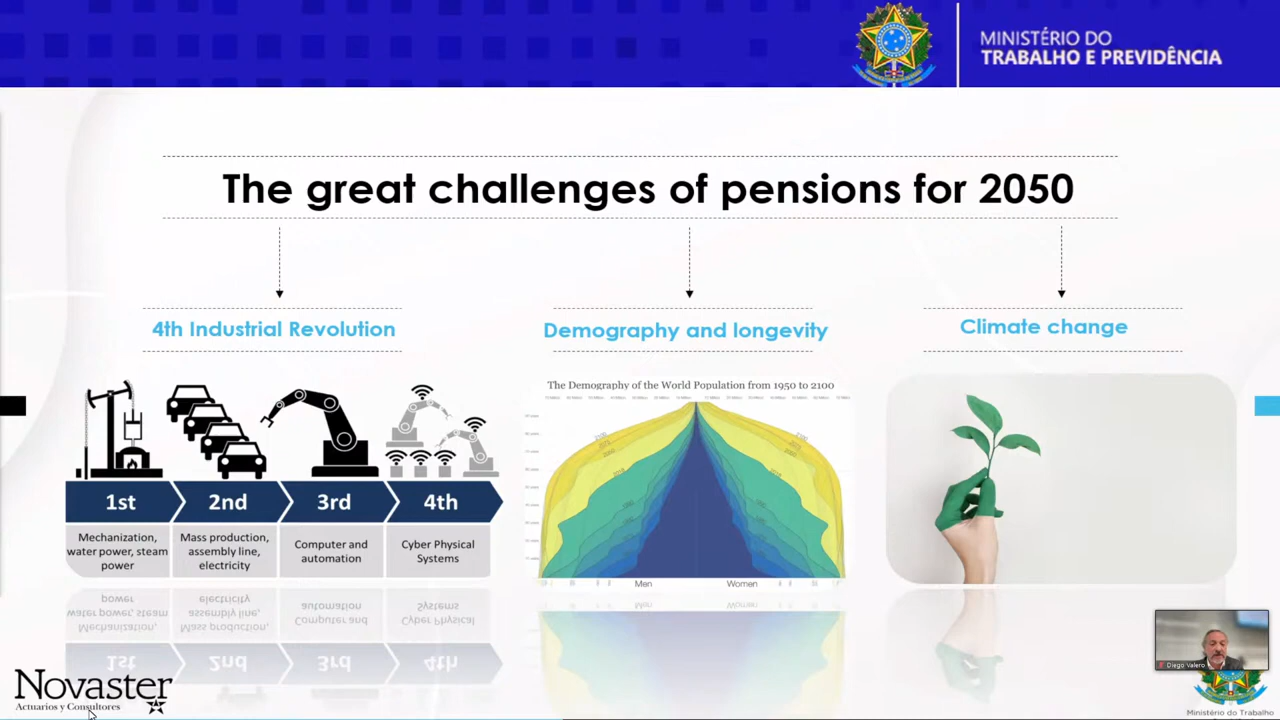 MINISTÉRIO DO
TRABALHO E PREVIDÊNCIA
The great challenges of pensions for 2050
4th Industrial Revolution
Demography and longevity
Climate change
The Demography of the World Population from 1950 to 2100
1st
2nd
3rd
4th
Mechanization,
water power, steam
power
Mass production,
assembly line,
electricity
Computer and
automation
Cyber Physical
Systems
Men
Women
Novaster
Actuarios y Consultores
Diego Valero
Ministério do Trabalho